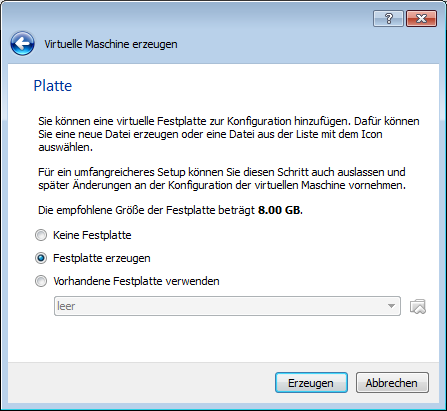 Virtuelle Maschine erzeugen
Platte
Sie können eine virtuelle Festplatte zur Konfiguration hinzufügen. Dafür können
Sie eine neue Datei erzeugen oder eine Datei aus der Liste mit dem Icon
auswählen.
Für ein umfangreicheres Setup können Sie diesen Schritt auch auslassen und
später Änderungen an der Konfiguration der virtuellen Maschine vornehmen.
Die empfohlene Größe der Festplatte beträgt 8.00 GB.
Keine Festplatte
Festplatte erzeugen
Vorhandene Festplatte verwenden
leer
Erzeugen Abbrechen